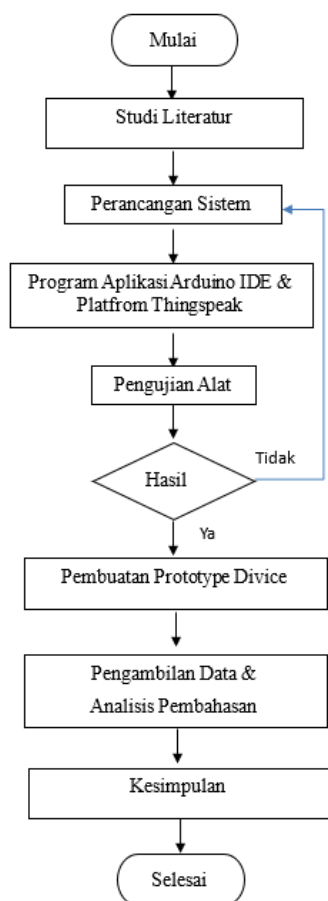 Mulai
Studi Literatur
Perancangan Sistem
Program Aplikasi Arduino IDE &
Platfrom Thingspeak
Pengujian Alat
Hasil
Tidak
Ya
Pembuatan Prototype Divice
Pengambilan Data &
Analisis Pembahasan
Kesimpulan
Selesai